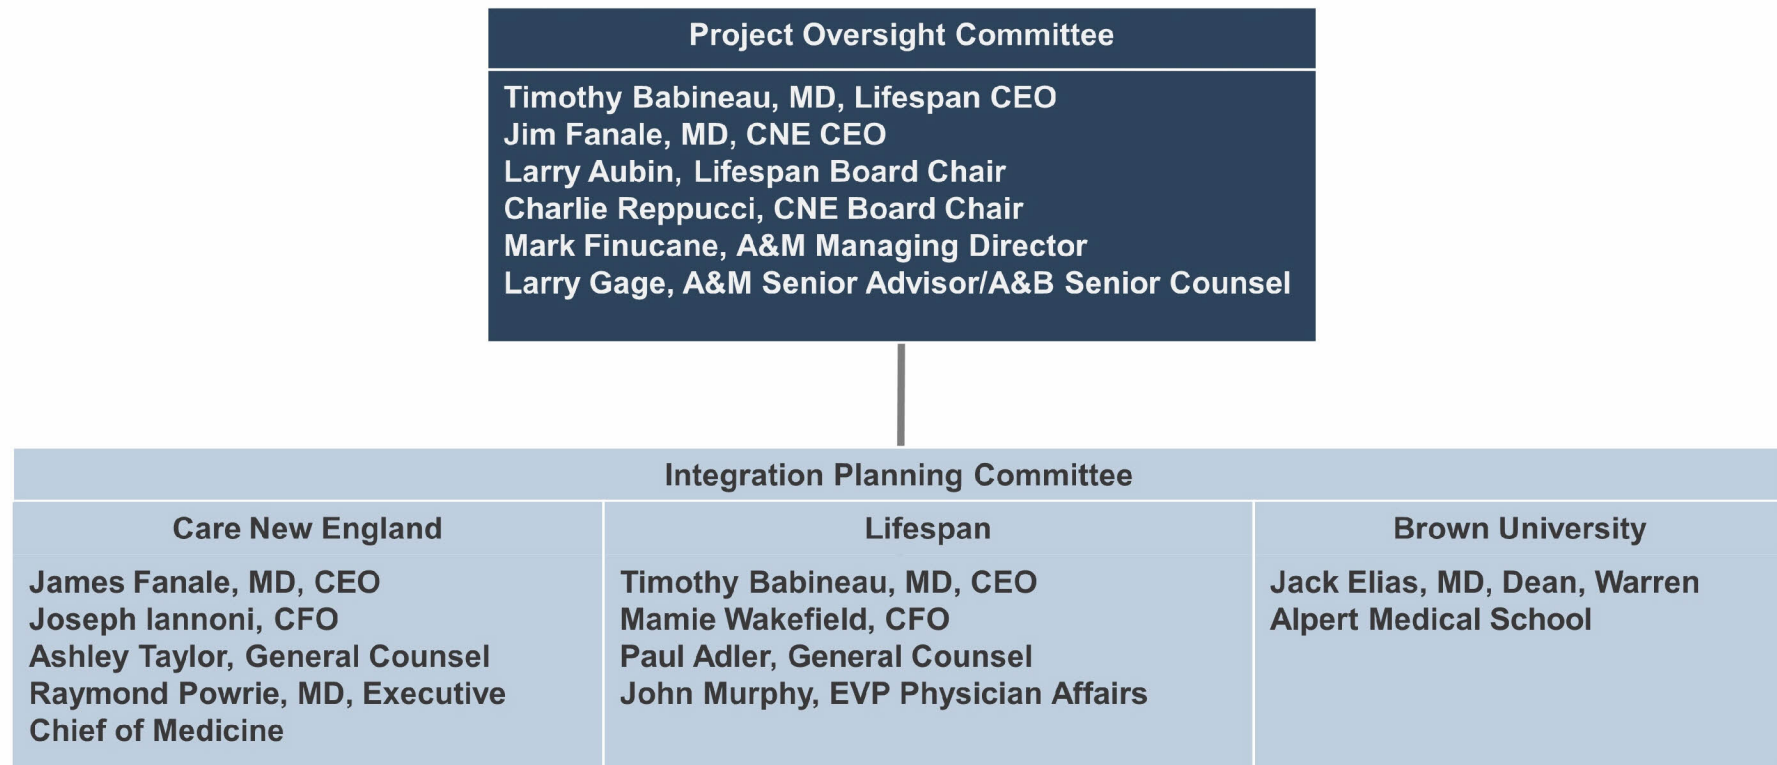 Project Oversight Committee
Timothy Babineau, MD, Lifespan CEO
Jim Fanale, MD, CNE CEO
Larry Aubin, Lifespan Board Chair
Charlie Reppucci, CNE Board Chair
Mark Finucane, A&M Managing Director
Larry Gage, A&M Senior Advisor/A&B Senior Counsel
Integration Planning Committee
Care New England
James Fanale, MD, CEO
Joseph Iannoni, CFO
Ashley Taylor, General Counsel
Raymond Powrie, MD, Executive
Chief of Medicine
Lifespan
Timothy Babineau, MD, CEO
Mamie Wakefield, CFO
Paul Adler, General Counsel
John Murphy, EVP Physician Affairs
Brown University
Jack Elias, MD, Dean, Warren
Alpert Medical School